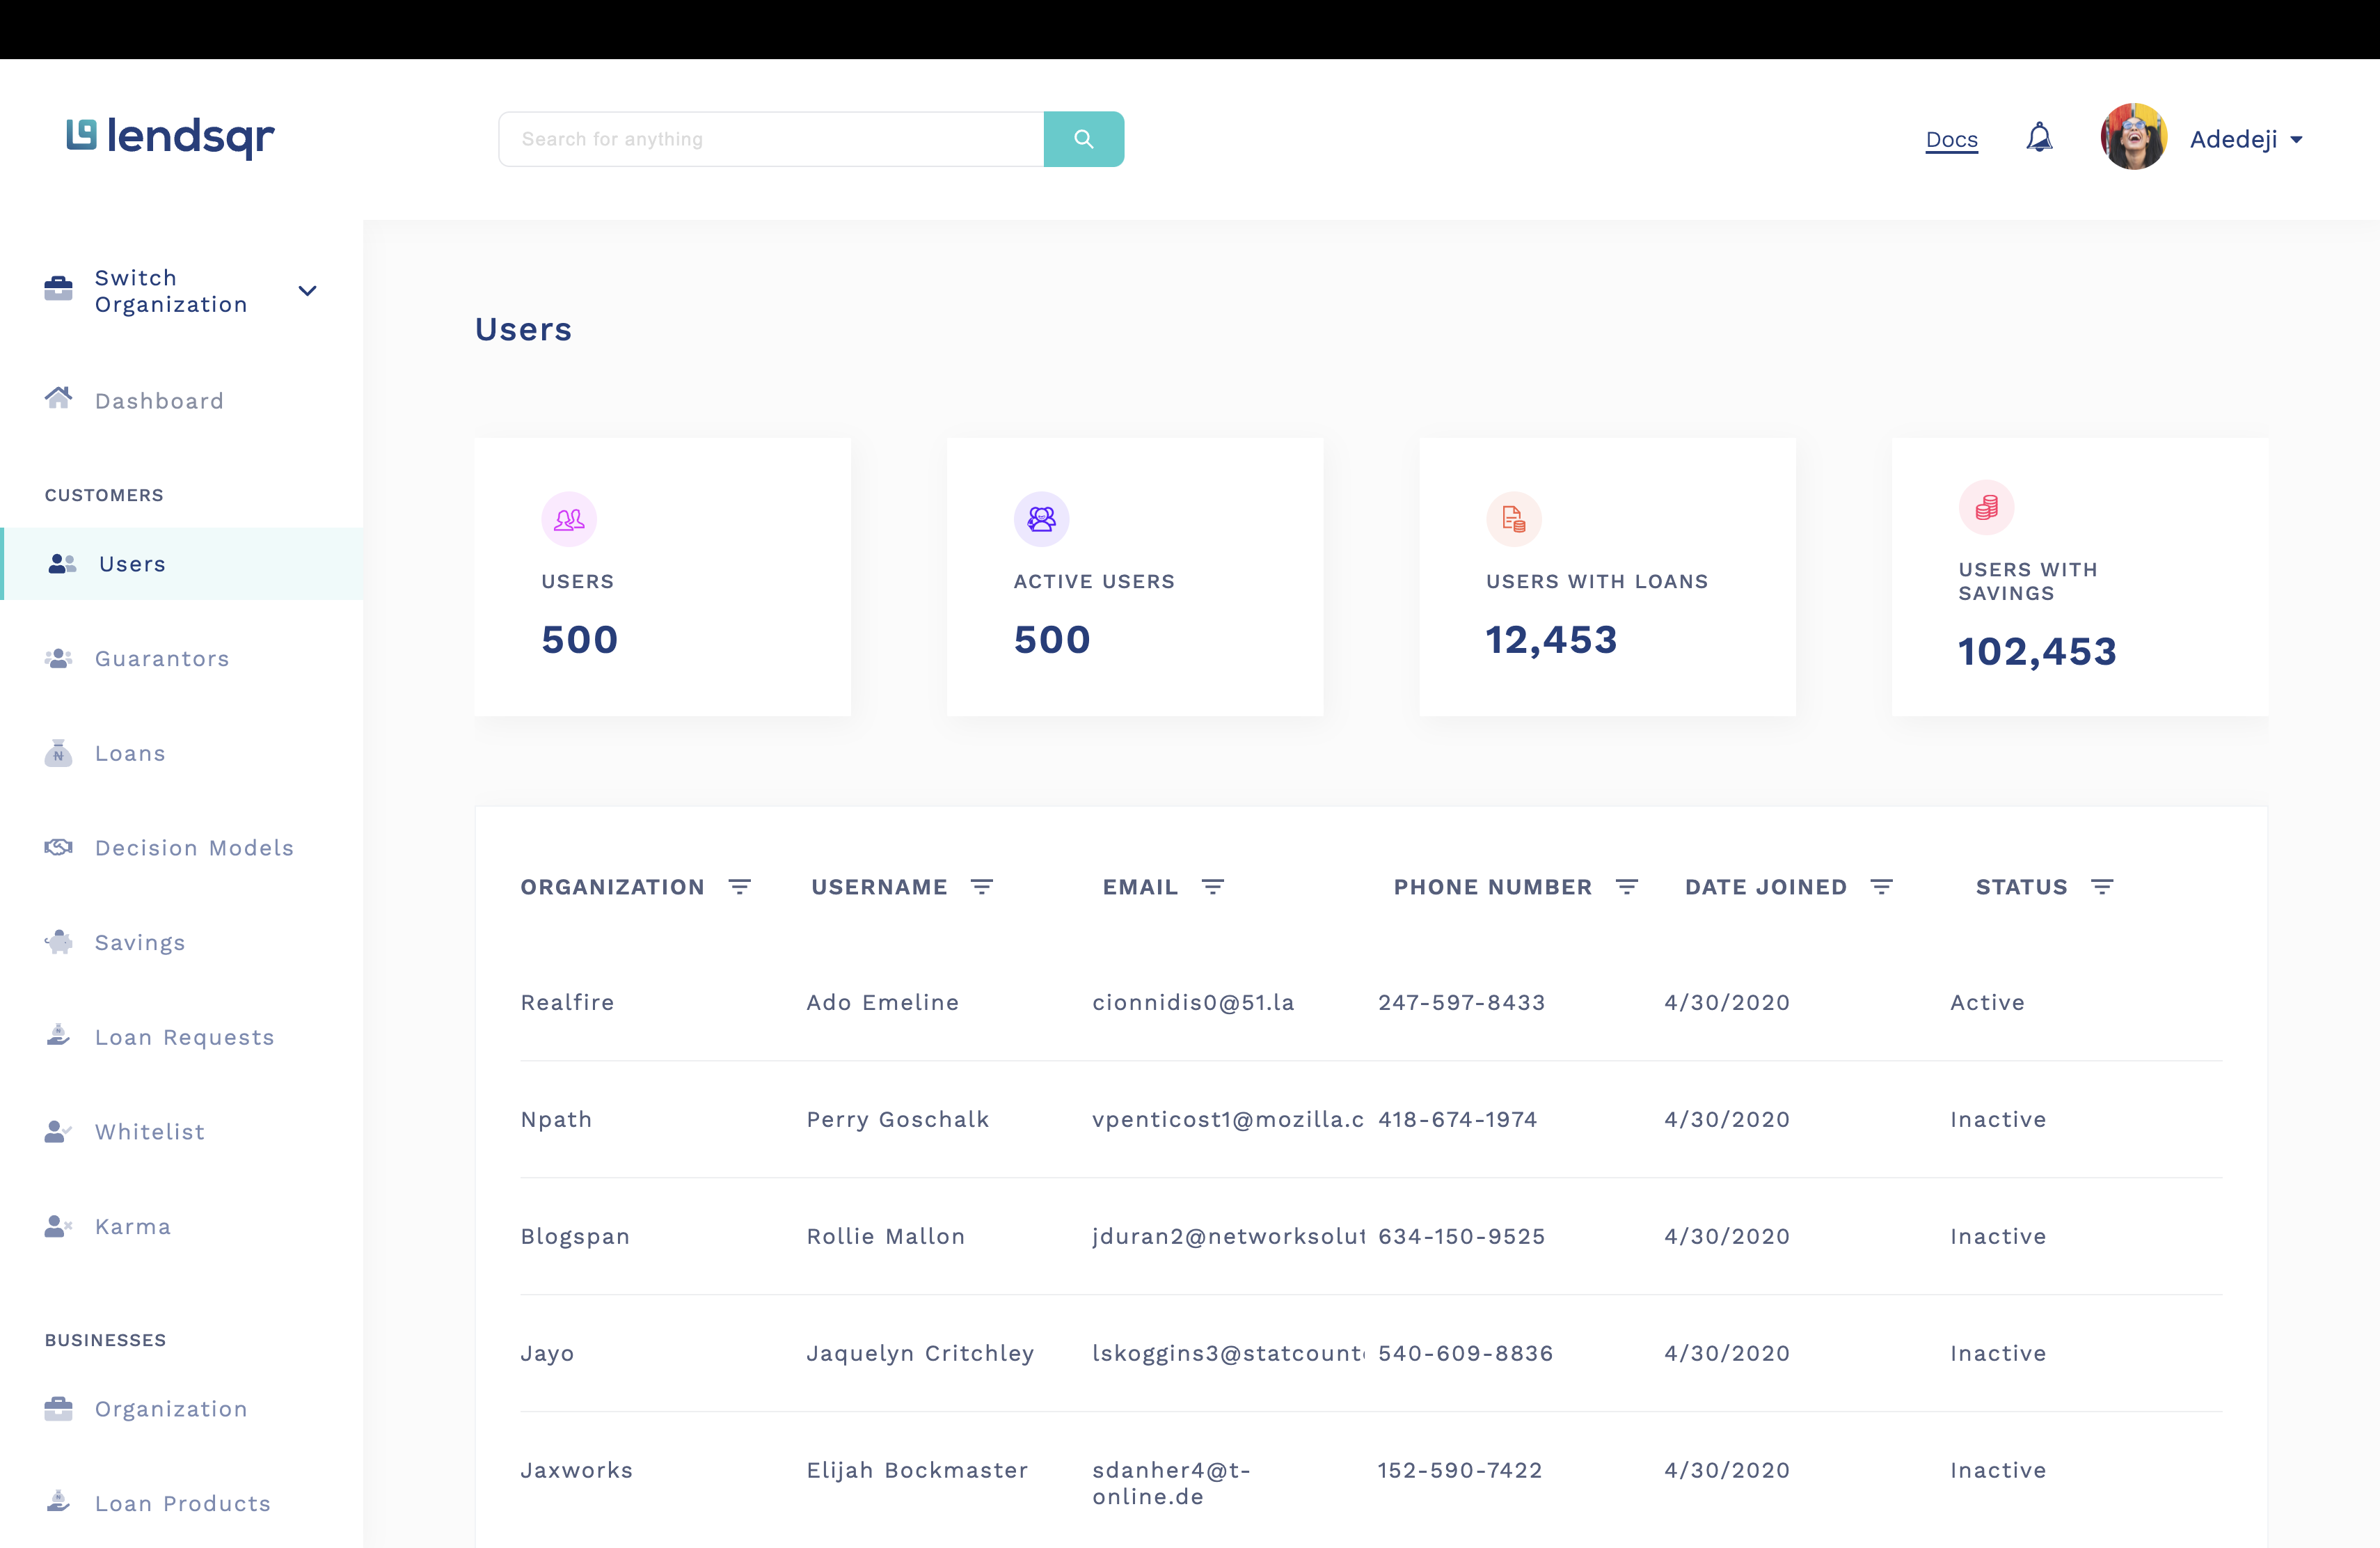 lendsqr
Search for anything
Docs
Adedeji
Switch
Organization
Dashboard
CUSTOMERS
Users
Guarantors
Loans
Decision Models
Savings
Loan Requests
Whitelist
Karma
BUSINESSES
Organization
Loan Products
Users
USERS
500
ACTIVE USERS
500
USERS WITH LOANS
12,453
USERS WITH
SAVINGS
102,453
ORGANIZATION USERNAME EMAIL PHONE NUMBER DATE JOINED STATUS
Realfire Ado Emeline cionnidis0@51.la 247-597-8433 4/30/2020 Active
Npath Perry Goschalk vpenticost1@mozilla.c 418-674-1974 4/30/2020 Inactive
Blogspan Rollie Mallon jduran2@networksolut 634-150-9525 4/30/2020 Inactive
Jayo Jaquelyn Critchley lskoggins3@statcount 540-609-8836 4/30/2020 Inactive
Jaxworks Elijah Bockmaster sdanher4@t- 152-590-7422 4/30/2020 Inactive
online.de